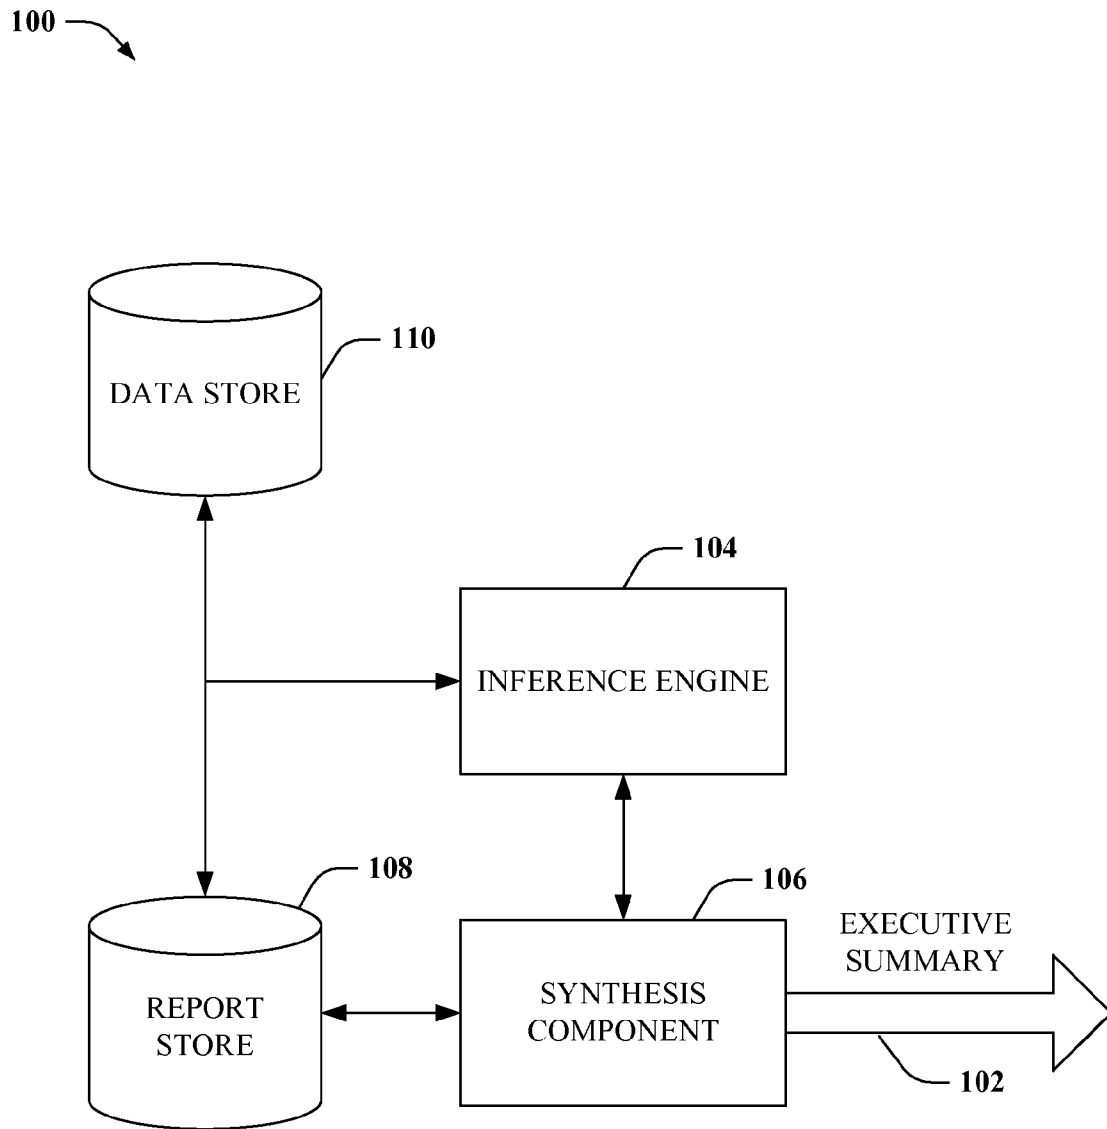 100
110
DATA STORE
104
INFERENCE ENGINE
108
106
EXECUTIVE
SUMMARY
REPORT
STORE
SYNTHESIS
COMPONENT
102